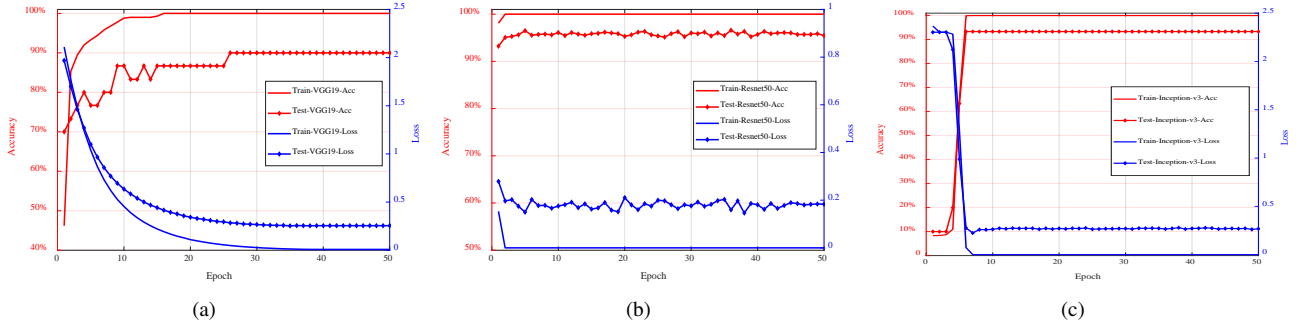 100%
90%
80%
70%
60%
50%
40%
Accuracy
2.5
2
1.5
1
0.5
0
Loss
0
10
20
30
40
50
Epoch
Train-VGG19-Acc
Test-VGG19-Acc
Train-VGG19-Loss
Test-VGG19-Loss
(a)
100%
95%
90%
85%
80%
75%
70%
65%
60%
55%
50%
Accuracy
1
0.8
0.6
0.4
0.2
0
Loss
0
10
20
30
40
50
Epoch
Train-Resnet50-Acc
Test-Resnet50-Acc
Train-Resnet50-Loss
Test-Resnet50-Loss
(b)
100%
90%
80%
70%
60%
50%
40%
30%
20%
10%
0
Accuracy
2.5
2
1.5
1
0.5
0
Loss
0
10
20
30
40
50
Epoch
Train-Inception-v3-Acc
Test-Inception-v3-Acc
Train-Inception-v3-Loss
Test-Inception-v3-Loss
(c)